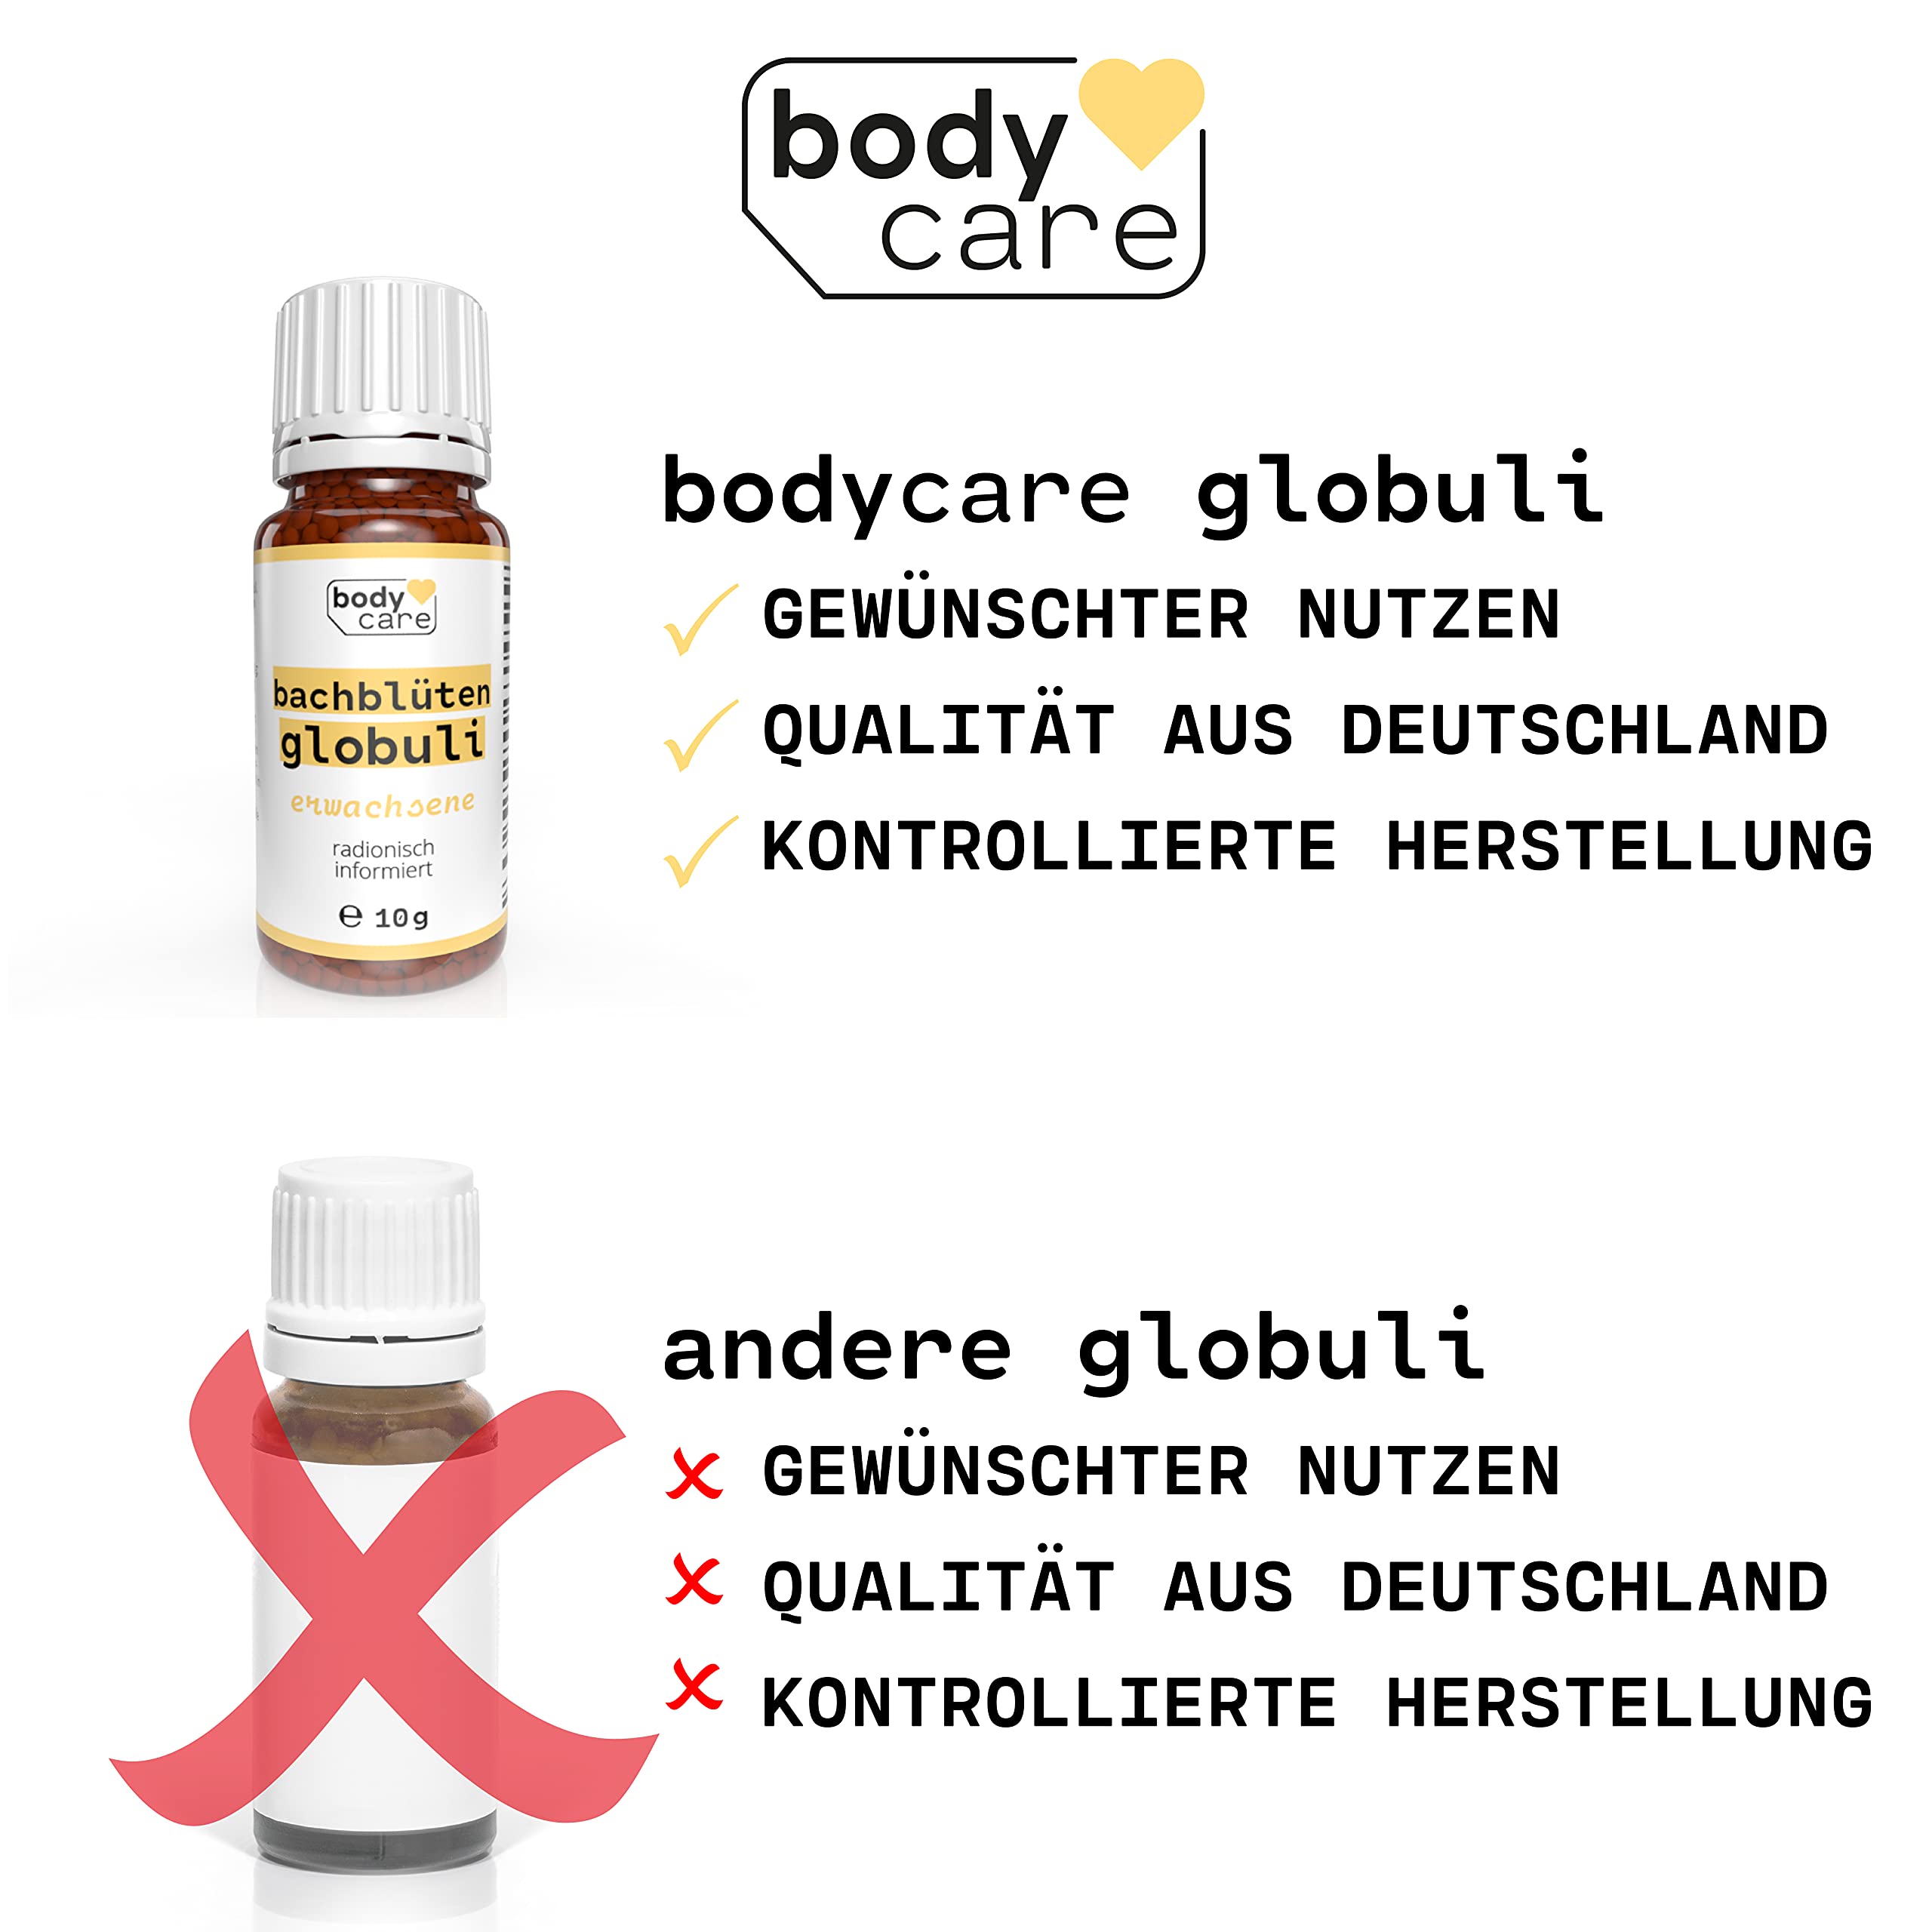 body
care
bodycare globuli
GEWÜNSCHTER NUTZEN
QUALITÄT AUS DEUTSCHLAND
KONTROLLIERTE HERSTELLUNG
body
care
bachblüten
globuli
erwachsene
radionisch
informiert
℮ 10g
andere globuli
GEWÜNSCHTER NUTZEN
QUALITÄT AUS DEUTSCHLAND
KONTROLLIERTE HERSTELLUNG